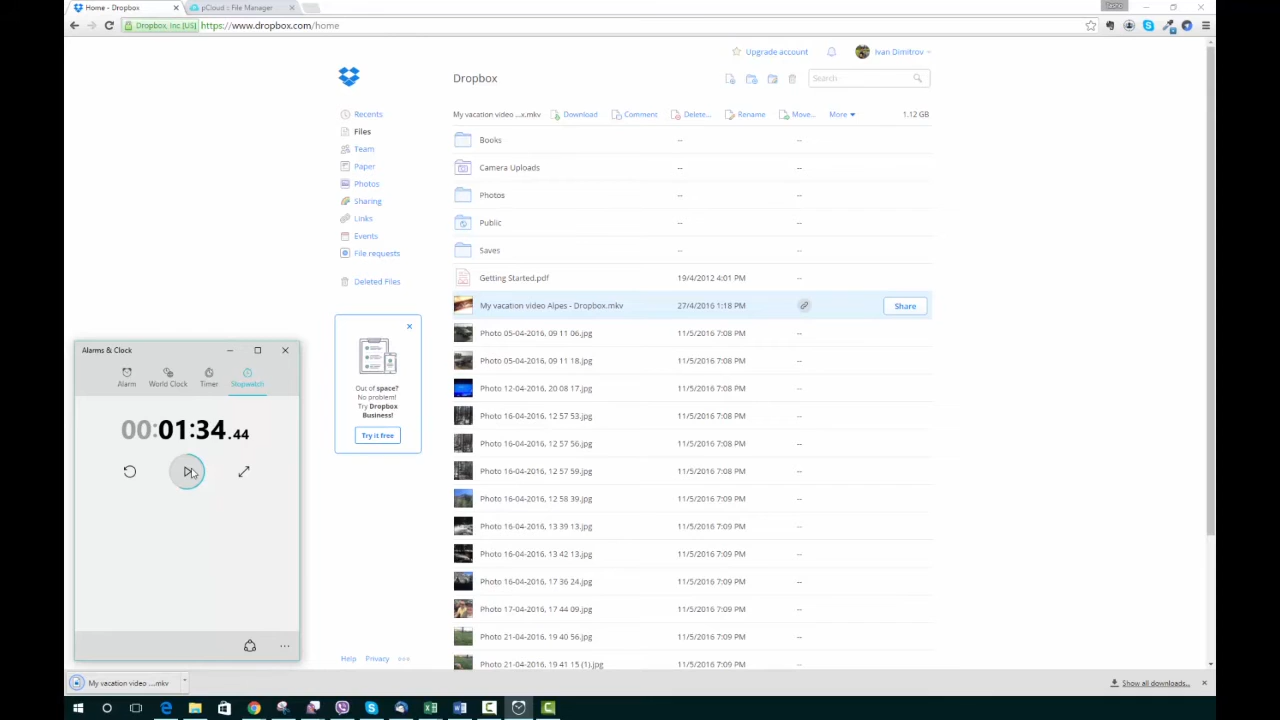 Home - Dropbox
pCloud :: File Manager
Dropbox, Inc [US]
https://www.dropbox.com/home
Upgrade account
Ivan Dimitrov
Dropbox
Search
My vacation video ...s.mkv
Download
Comment
Delete...
Rename
Move...
More
1.12 GB
Recents
Files
Team
Paper
Photos
Sharing
Links
Events
File requests
Deleted Files
Books -- --
Camera Uploads -- --
Photos -- --
Public -- --
Saves -- --
Getting Started.pdf 19/4/2012 4:01 PM --
My vacation video Alpes - Dropbox.mkv 27/4/2016 1:18 PM Share
Photo 05-04-2016, 09 11 06.jpg 11/5/2016 7:09 PM --
Photo 05-04-2016, 09 11 18.jpg 11/5/2016 7:09 PM --
Photo 12-04-2016, 20 08 17.jpg 11/5/2016 7:09 PM --
Photo 16-04-2016, 12 57 53.jpg 11/5/2016 7:09 PM --
Photo 16-04-2016, 12 57 56.jpg 11/5/2016 7:09 PM --
Photo 16-04-2016, 12 57 59.jpg 11/5/2016 7:09 PM --
Photo 16-04-2016, 12 58 39.jpg 11/5/2016 7:09 PM --
Photo 16-04-2016, 13 39 13.jpg 11/5/2016 7:09 PM --
Photo 16-04-2016, 13 42 13.jpg 11/5/2016 7:09 PM --
Photo 16-04-2016, 17 36 24.jpg 11/5/2016 7:09 PM --
Photo 17-04-2016, 17 44 09.jpg 11/5/2016 7:09 PM --
Photo 21-04-2016, 19 40 56.jpg 11/5/2016 7:09 PM --
Photo 21-04-2016, 19 41 15 (1).jpg 11/5/2016 7:09 PM --
Out of space?
No problem!
Try Dropbox
Business!
Try it free
Help
Privacy
Alarms & Clock
Alarm
World Clock
Timer
Stopwatch
00:01:34.44
My vacation video ....mkv
Show all downloads...